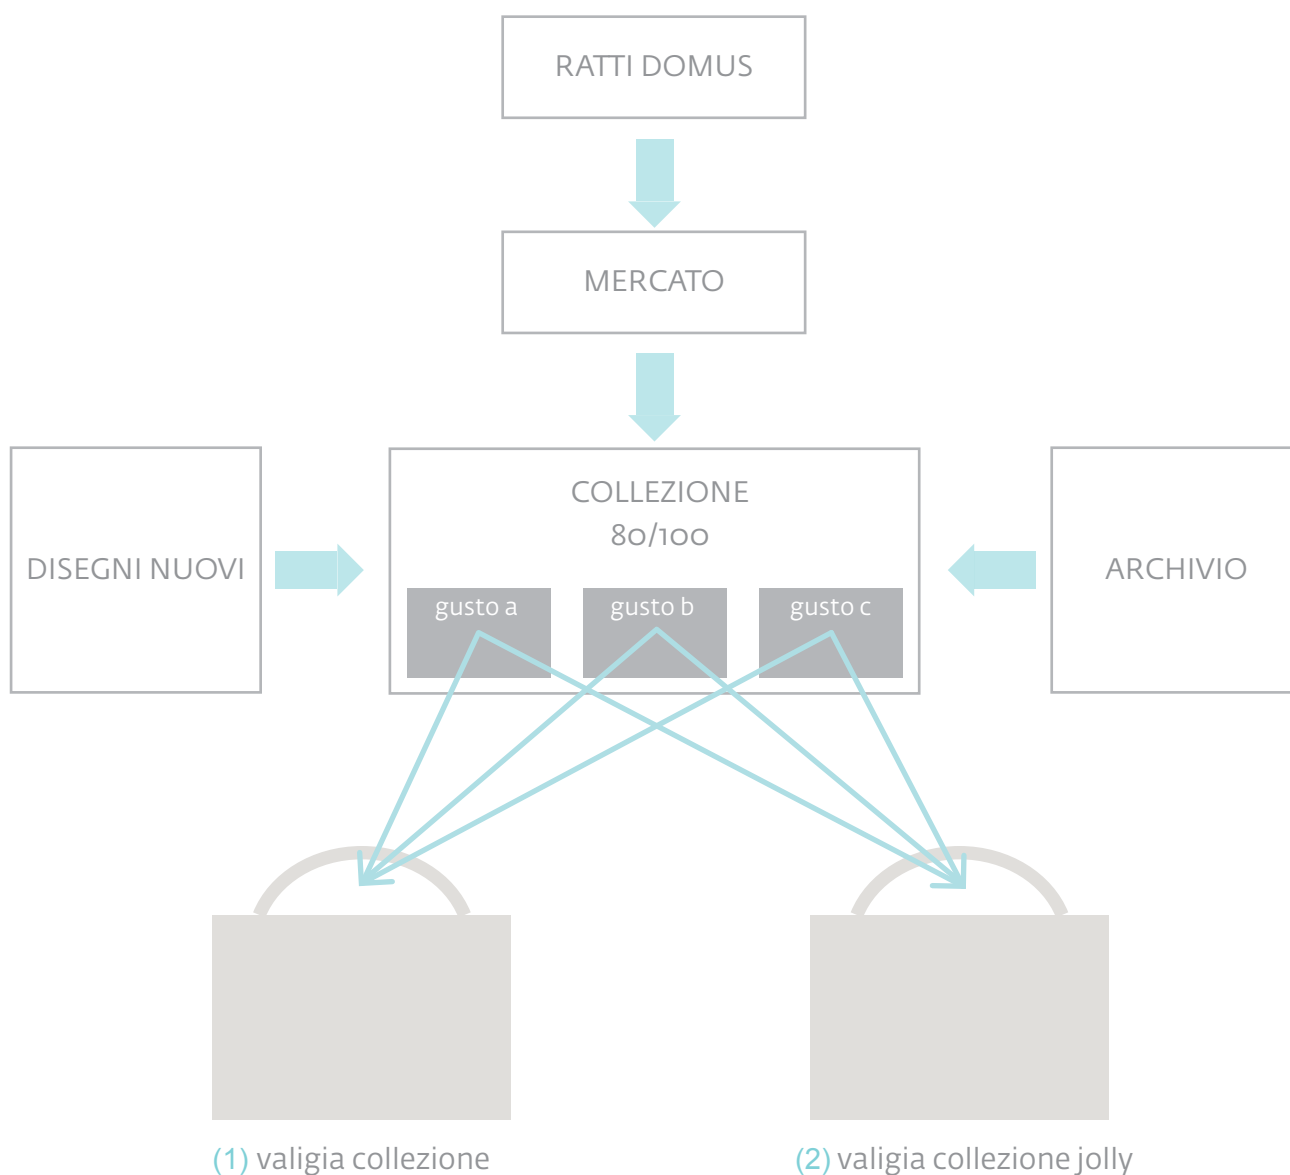 RATTI DOMUS
MERCATO
COLLEZIONE
80/100
DISEGNI NUOVI
ARCHIVIO
gusto a
gusto b
gusto c
(1) valigia collezione
(2) valigia collezione jolly